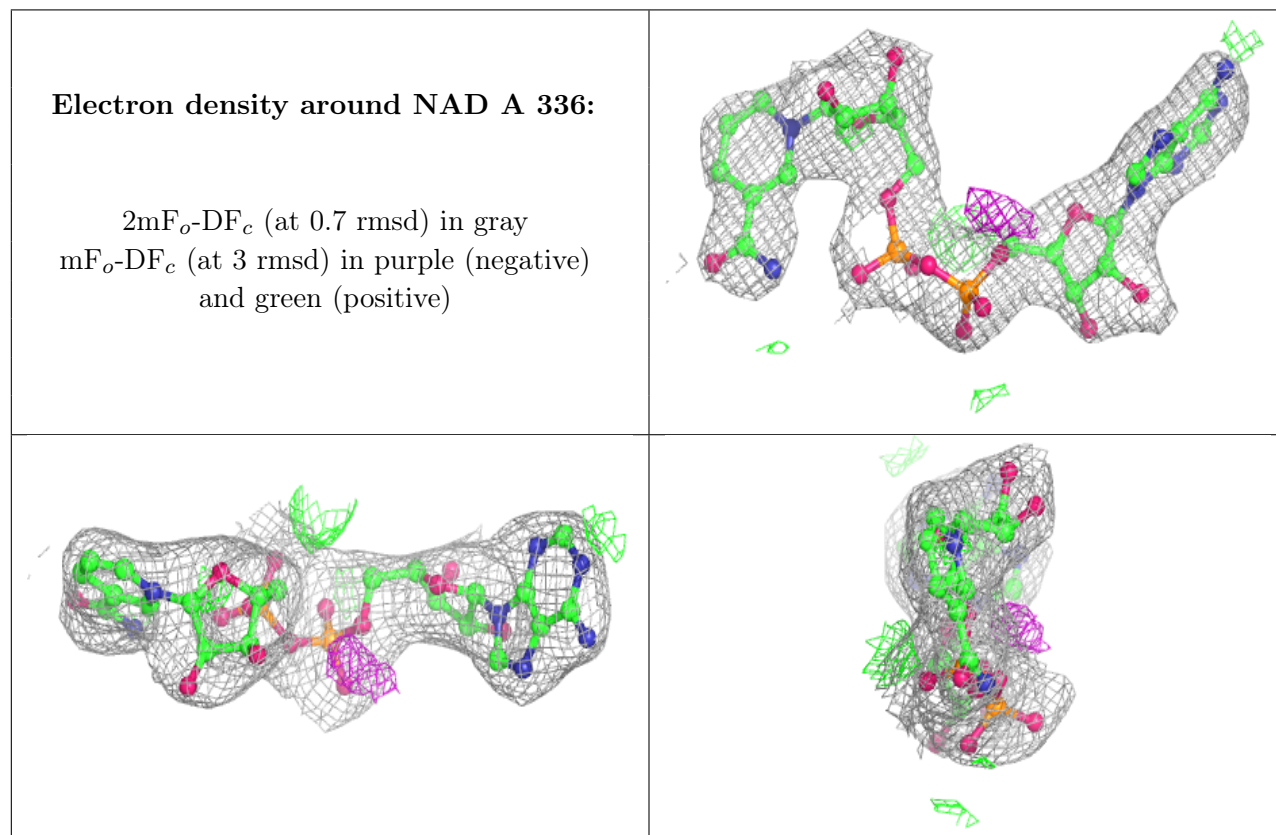 Electron density around NAD A 336:
2mFₒ-DF𝒸 (at 0.7 rmsd) in gray
mFₒ-DF𝒸 (at 3 rmsd) in purple (negative)
and green (positive)